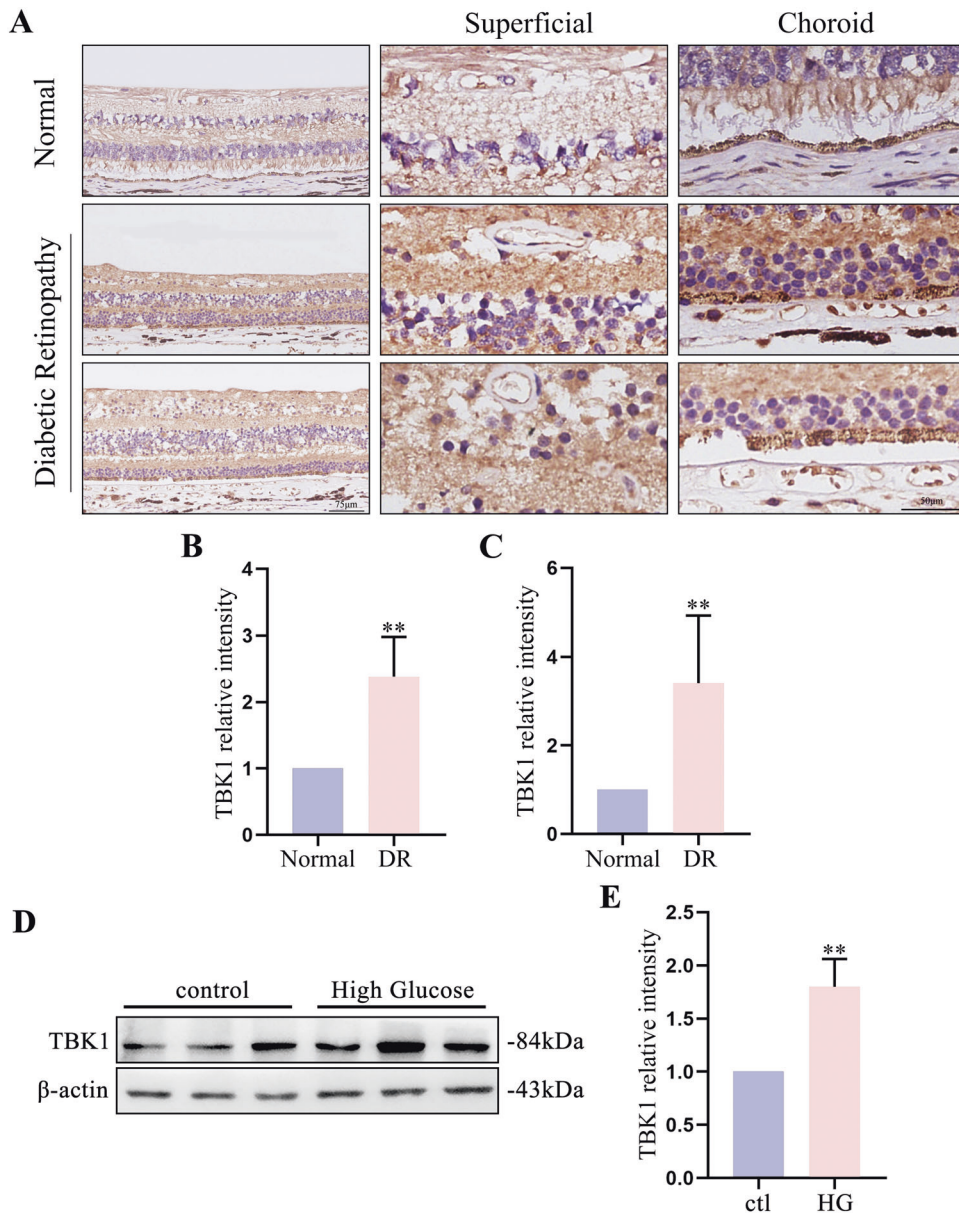 A
Superficial
Choroid
Normal
Diabetic Retinopathy
75μm
50μm
B
TBK1 relative intensity
4
3
2
1
0
**
Normal
DR
C
TBK1 relative intensity
6
4
2
0
**
Normal
DR
D
control
High Glucose
TBK1
-84kDa
β-actin
-43kDa
E
TBK1 relative intensity
2.5
2.0
1.5
1.0
0.5
0.0
**
ctl
HG